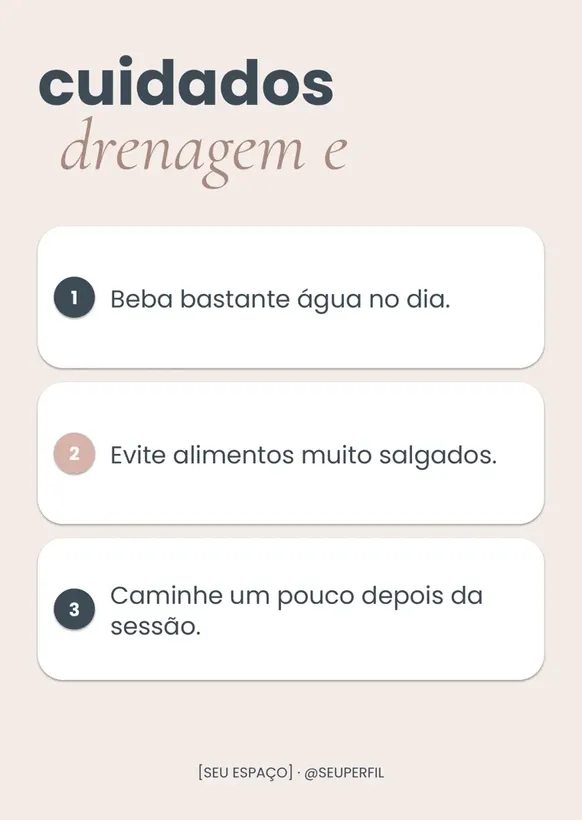 cuidados
drenagem e
1
Beba bastante água no dia.
2
Evite alimentos muito salgados.
3
Caminhe um pouco depois da
sessão.
[SEU ESPAÇO] · @SEUPERFIL